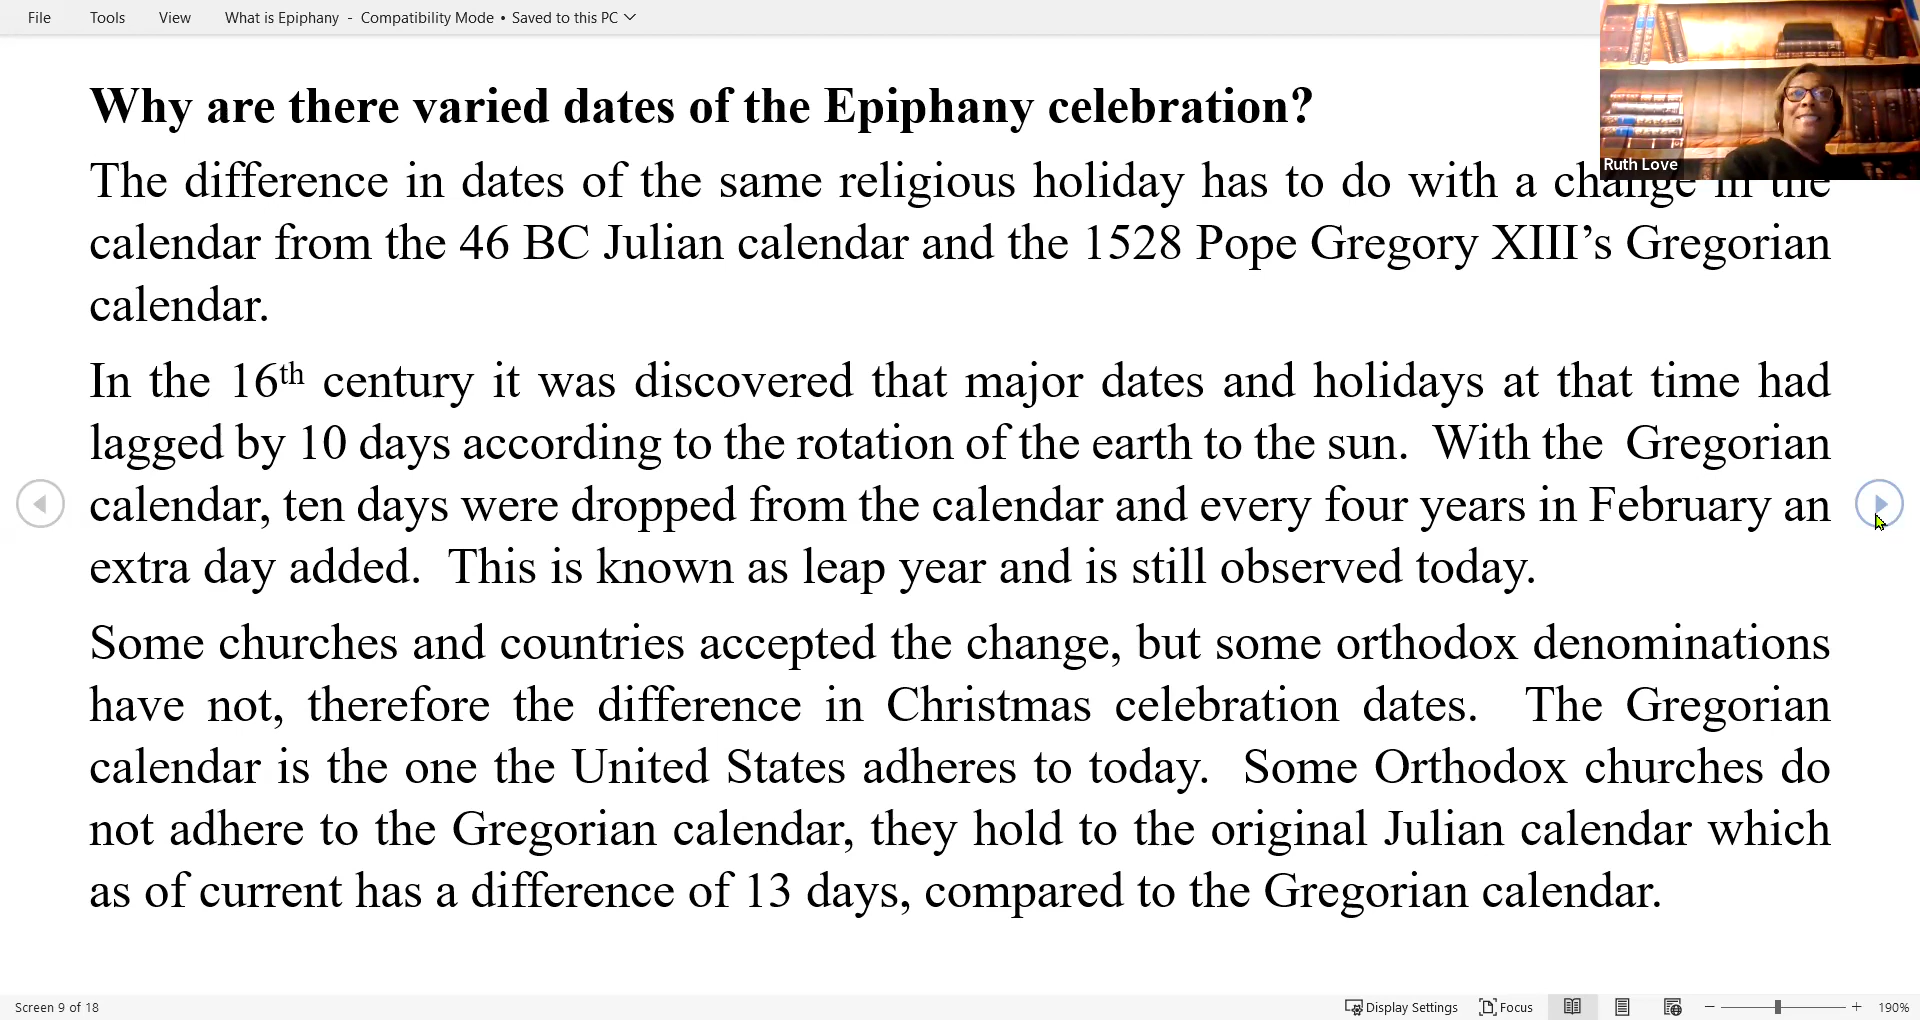 File Tools View What is Epiphany - Compatibility Mode • Saved to this PC
Why are there varied dates of the Epiphany celebration?
Ruth Love
The difference in dates of the same religious holiday has to do with a change in the
calendar from the 46 BC Julian calendar and the 1528 Pope Gregory XIII’s Gregorian
calendar.
In the 16th century it was discovered that major dates and holidays at that time had
lagged by 10 days according to the rotation of the earth to the sun. With the Gregorian
calendar, ten days were dropped from the calendar and every four years in February an
extra day added. This is known as leap year and is still observed today.
Some churches and countries accepted the change, but some orthodox denominations
have not, therefore the difference in Christmas celebration dates. The Gregorian
calendar is the one the United States adheres to today. Some Orthodox churches do
not adhere to the Gregorian calendar, they hold to the original Julian calendar which
as of current has a difference of 13 days, compared to the Gregorian calendar.
Screen 9 of 18 Display Settings Focus 190%